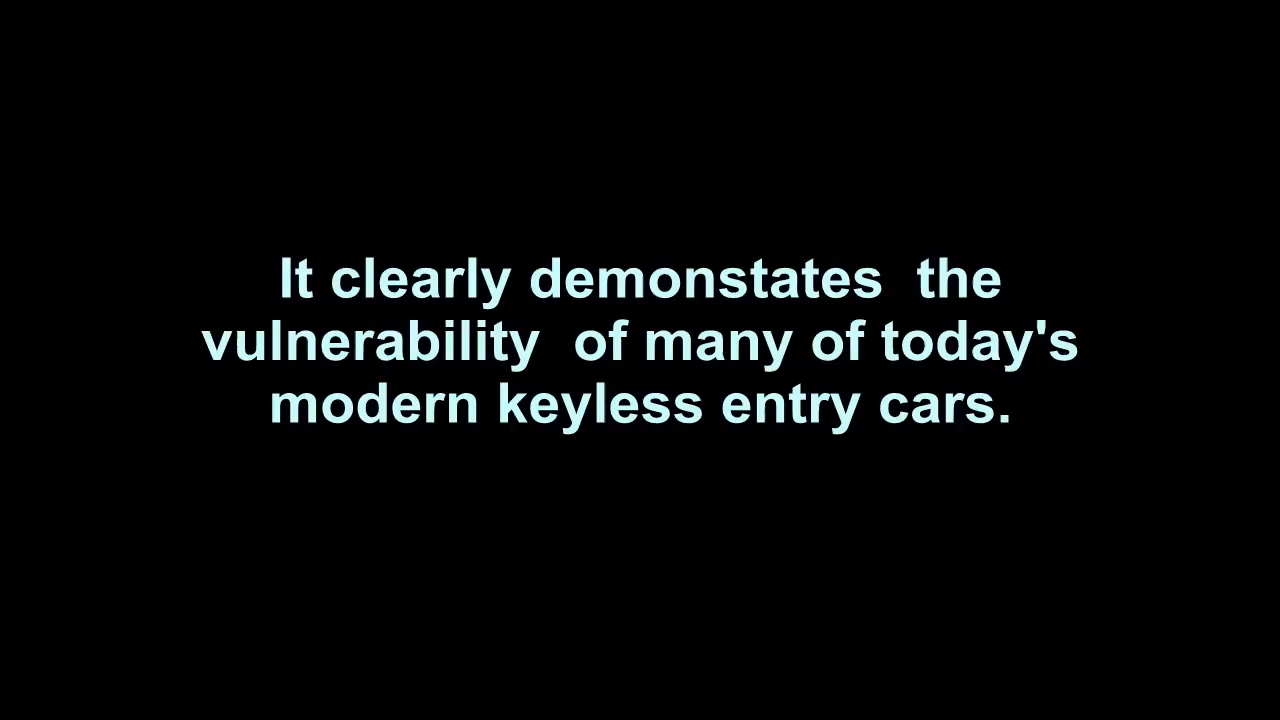 It clearly demonstates  the
vulnerability  of many of today's
modern keyless entry cars.